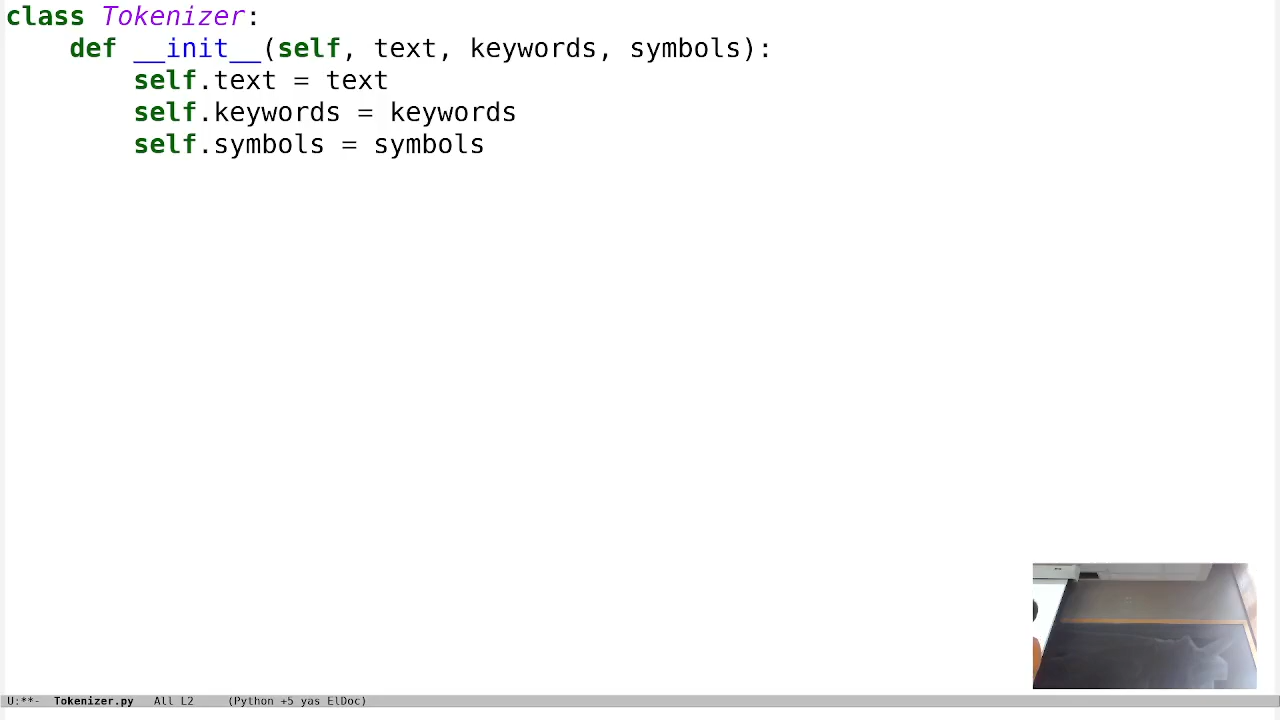 class Tokenizer:
    def __init__(self, text, keywords, symbols):
        self.text = text
        self.keywords = keywords
        self.symbols = symbols
U:**-  Tokenizer.py   All L2     (Python +5 yas ElDoc)